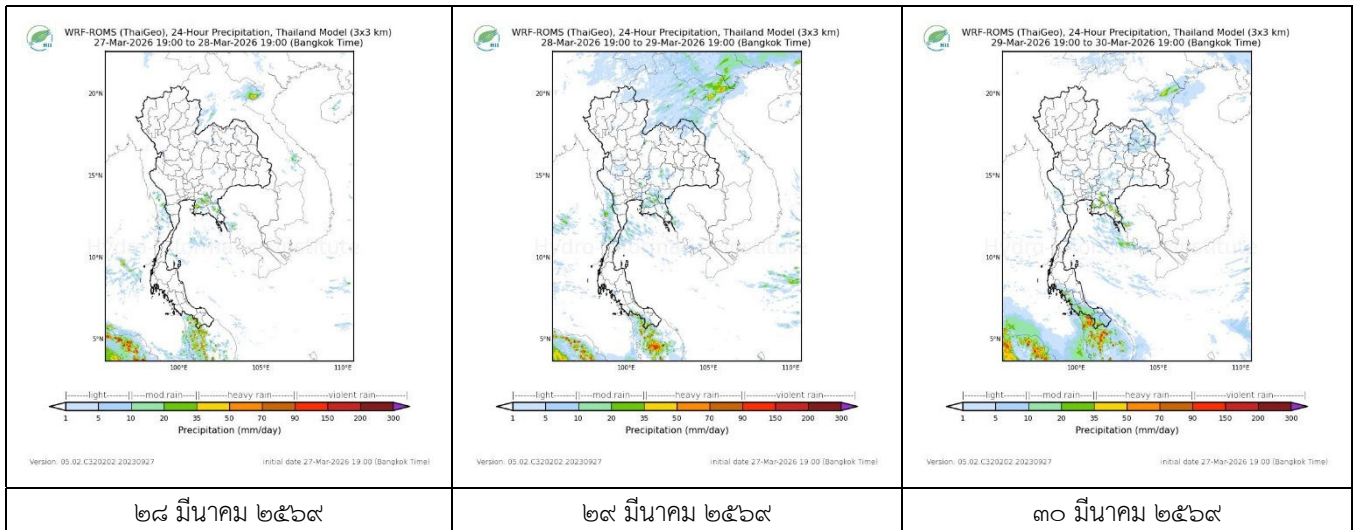 WRF-ROMS (ThaiGeo), 24-Hour Precipitation, Thailand Model (3x3 km)
27-Mar-2026 19:00 to 28-Mar-2026 19:00 (Bangkok Time)
HII
20°N
15°N
10°N
5°N
100°E 105°E 110°E
light mod rain heavy rain violent rain
1 5 10 20 35 50 70 90 150 200 300
Precipitation (mm/day)
Version: 05.02.C320202.20230927 initial date 27-Mar-2026 19:00 (Bangkok Time)
๒๘ มีนาคม ๒๕๖๙
WRF-ROMS (ThaiGeo), 24-Hour Precipitation, Thailand Model (3x3 km)
28-Mar-2026 19:00 to 29-Mar-2026 19:00 (Bangkok Time)
HII
20°N
15°N
10°N
5°N
100°E 105°E 110°E
light mod rain heavy rain violent rain
1 5 10 20 35 50 70 90 150 200 300
Precipitation (mm/day)
Version: 05.02.C320202.20230927 initial date 27-Mar-2026 19:00 (Bangkok Time)
๒๙ มีนาคม ๒๕๖๙
WRF-ROMS (ThaiGeo), 24-Hour Precipitation, Thailand Model (3x3 km)
29-Mar-2026 19:00 to 30-Mar-2026 19:00 (Bangkok Time)
HII
20°N
15°N
10°N
5°N
100°E 105°E 110°E
light mod rain heavy rain violent rain
1 5 10 20 35 50 70 90 150 200 300
Precipitation (mm/day)
Version: 05.02.C320202.20230927 initial date 27-Mar-2026 19:00 (Bangkok Time)
๓๐ มีนาคม ๒๕๖๙